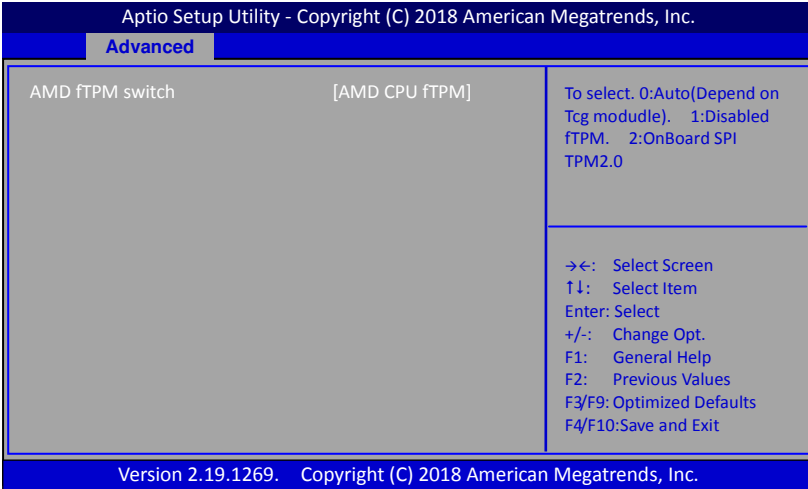 Aptio Setup Utility - Copyright (C) 2018 American Megatrends, Inc.
Advanced
AMD fTPM switch [AMD CPU fTPM]
To select. 0:Auto(Depend on
Tcg modudle). 1:Disabled
fTPM. 2:OnBoard SPI
TPM2.0
→←: Select Screen
↑↓: Select Item
Enter: Select
+/-: Change Opt.
F1: General Help
F2: Previous Values
F3/F9: Optimized Defaults
F4/F10:Save and Exit
Version 2.19.1269. Copyright (C) 2018 American Megatrends, Inc.